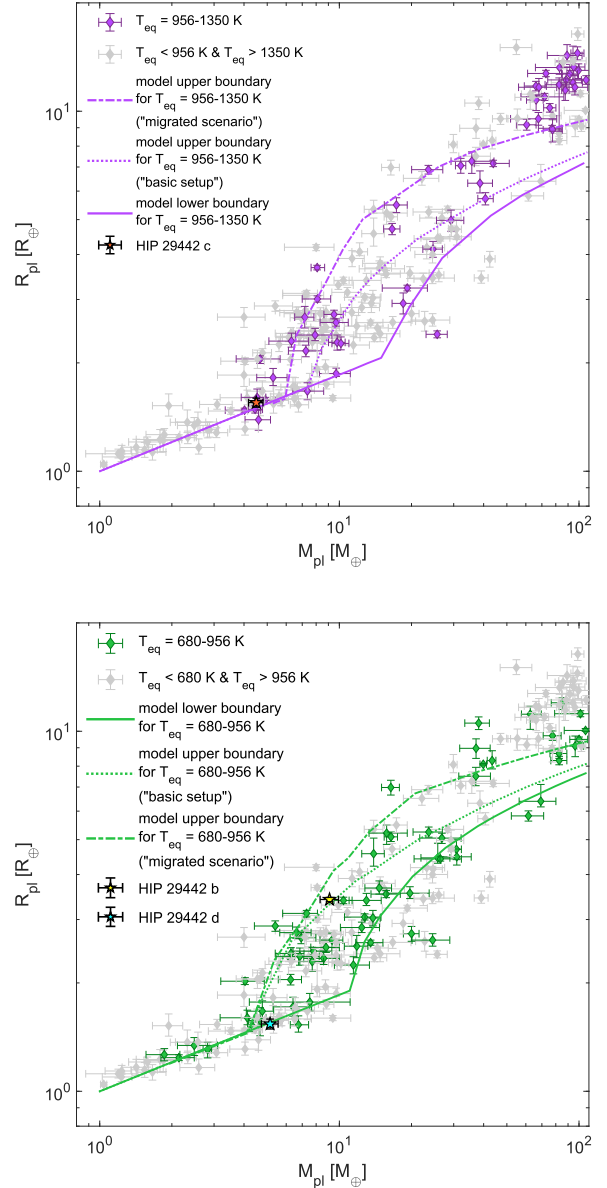 T_eq = 956-1350 K
T_eq < 956 K & T_eq > 1350 K
model upper boundary
for T_eq = 956-1350 K
("migrated scenario")
model upper boundary
for T_eq = 956-1350 K
("basic setup")
model lower boundary
for T_eq = 956-1350 K
HIP 29442 c
10^1
10^0
R_pl [R_⊕]
10^0 10^1 10^2
M_pl [M_⊕]
T_eq = 680-956 K
T_eq < 680 K & T_eq > 956 K
model lower boundary
for T_eq = 680-956 K
model upper boundary
for T_eq = 680-956 K
("basic setup")
model upper boundary
for T_eq = 680-956 K
("migrated scenario")
HIP 29442 b
HIP 29442 d
10^1
10^0
R_pl [R_⊕]
10^0 10^1 10^2
M_pl [M_⊕]